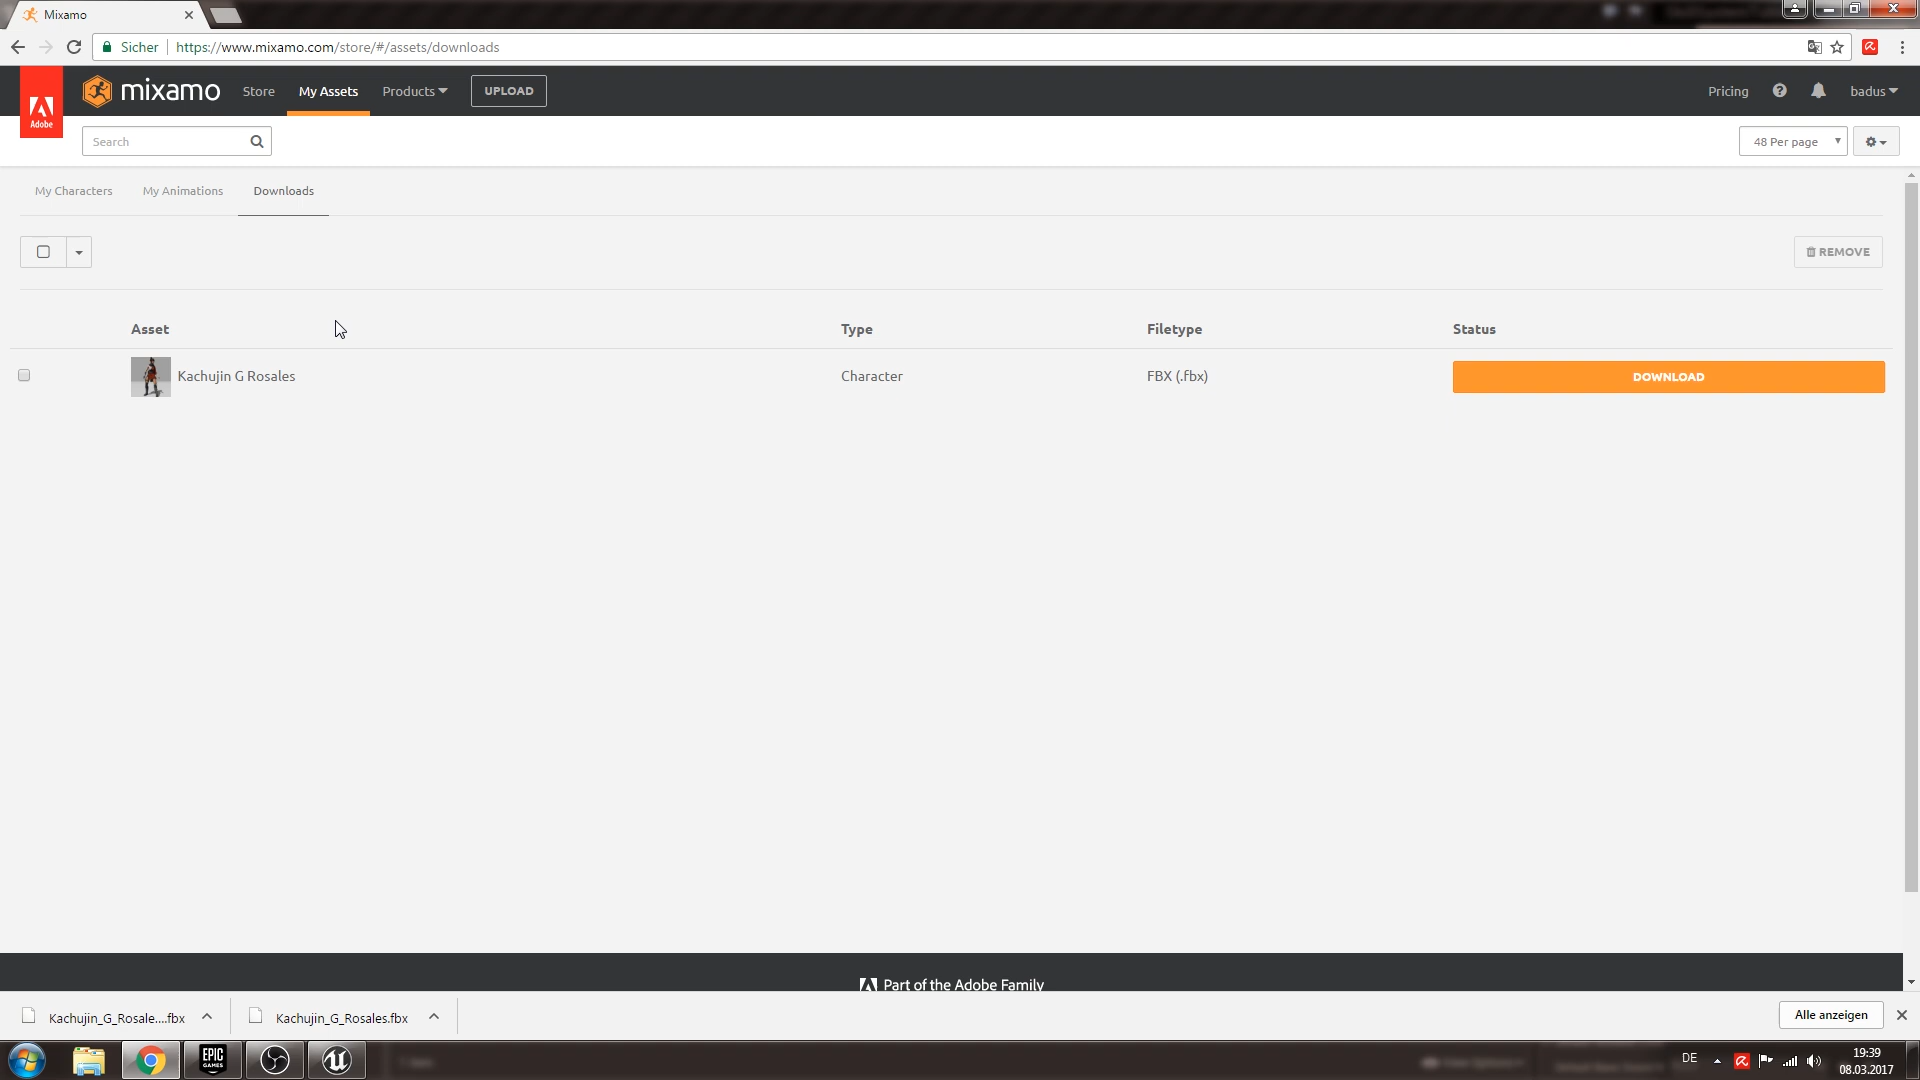 Mixamo
Sicher https://www.mixamo.com/store/#/assets/downloads
Adobe
mixamo Store My Assets Products UPLOAD Pricing badus
Search 48 Per page
My Characters My Animations Downloads
REMOVE
Asset Type Filetype Status
Kachujin G Rosales Character FBX (.fbx) DOWNLOAD
Part of the Adobe Family
Kachujin_G_Rosale....fbx Kachujin_G_Rosales.fbx Alle anzeigen
EPIC GAMES DE 19:39
08.03.2017